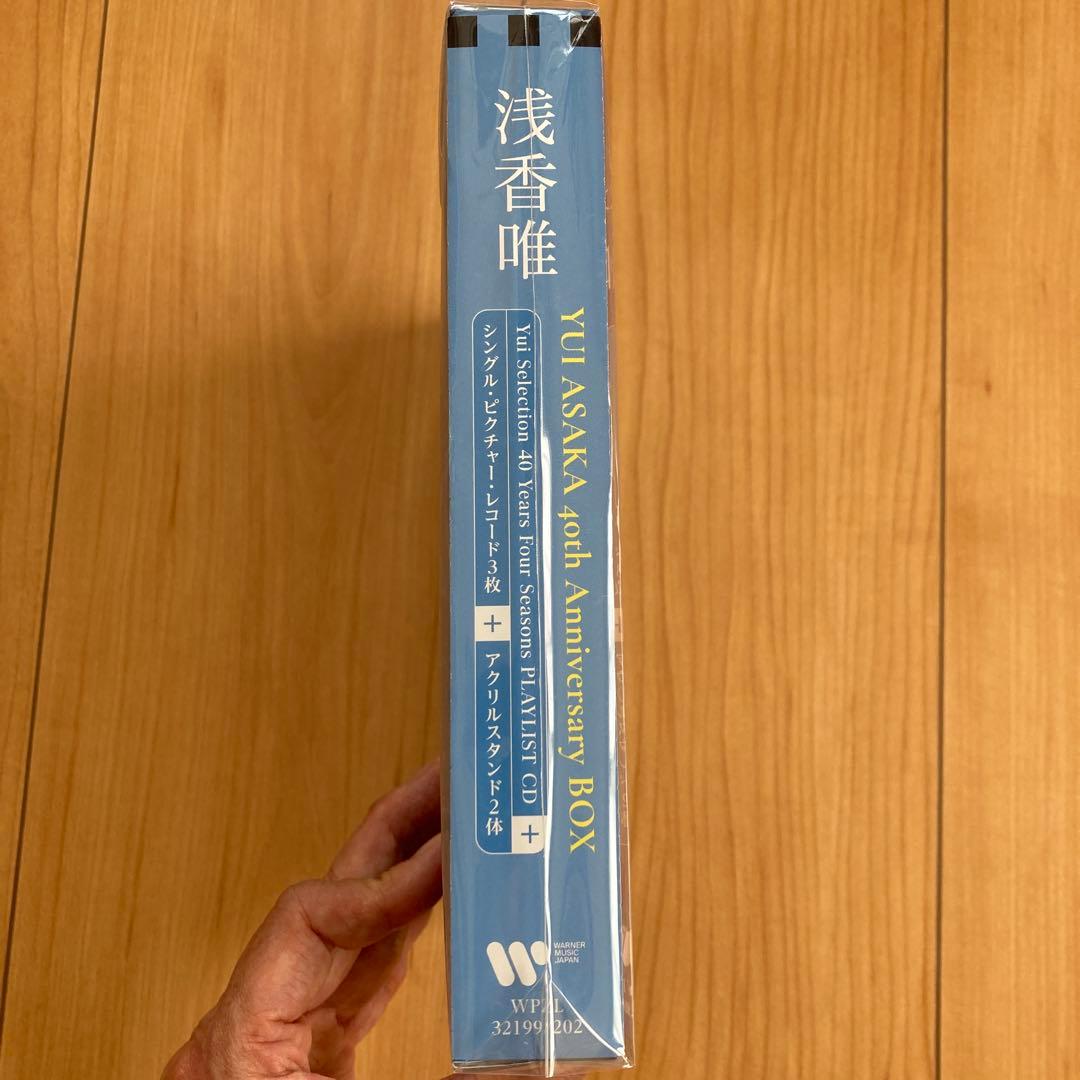 浅香唯
YUI ASAKA 40th Anniversary BOX
Yui Selection 40 Years Four Seasons PLAYLIST CD +
シングル・ピクチャー・レコード3枚 + アクリルスタンド2体
WARNER
MUSIC
JAPAN
WPZL
32199/202